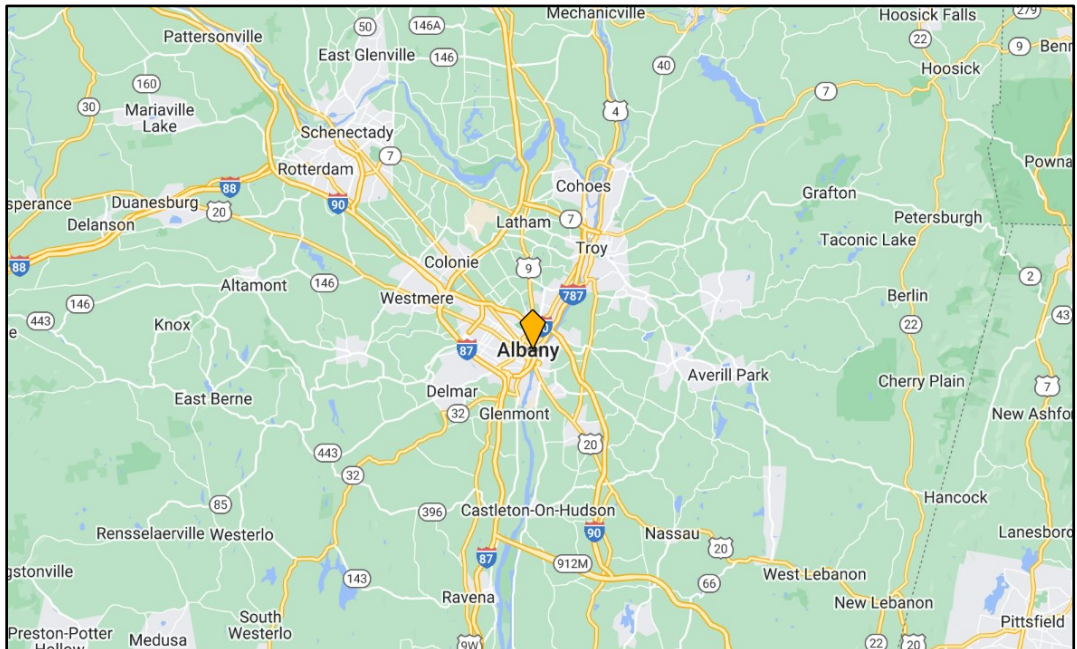 Mechanicville
Hoosick Falls
279
50
146A
22
Pattersonville
9
Benn
East Glenville
146
40
Hoosick
160
7
30
Mariaville
Lake
4
Schenectady
7
Rotterdam
Powna
88
Cohoes
Grafton
90
sperance
Duanesburg
20
Latham
7
Petersburgh
Delanson
Troy
Taconic Lake
88
Colonie
9
2
Altamont
146
787
146
Westmere
Berlin
443
Knox
22
43
e
87
Albany
Averill Park
Cherry Plain
7
Delmar
East Berne
32
Glenmont
New Ashfo
443
20
32
85
396
Castleton-On-Hudson
Hancock
Rensselaerville
Westerlo
90
Nassau
Lanesboro
20
87
912M
gstonville
143
66
West Lebanon
Ravena
New Lebanon
South
Westerlo
Pittsfield
Preston-Potter
Hollow
Medusa
9W
22
20